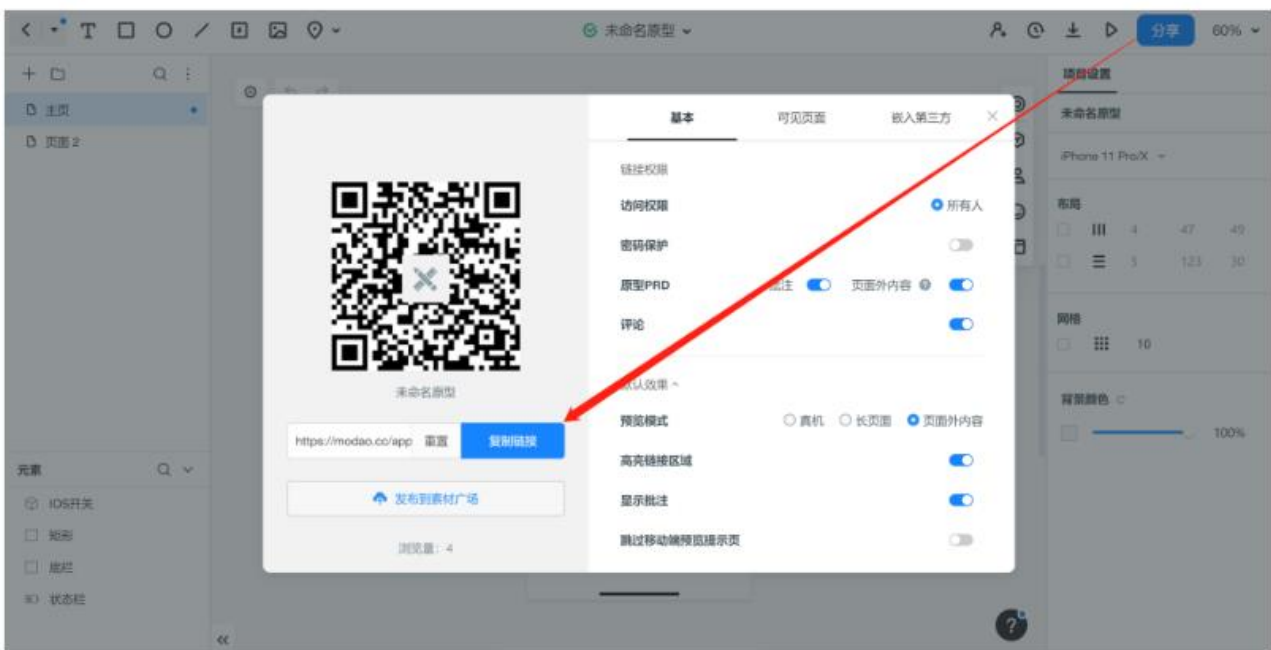 T
未命名原型
分享
60%
项目设置
主页
页面 2
未命名原型
iPhone 11 Pro/X
布局
4 47 49
5 123 30
网格
10
背景颜色
100%
元素
IOS开关
矩形
底栏
状态栏
基本 可见页面 嵌入第三方
链接权限
访问权限 所有人
密码保护
原型PRD 批注 页面外内容
评论
默认效果
预览模式 真机 长页面 页面外内容
高亮链接区域
显示批注
跳过移动端预览提示页
未命名原型
https://modao.cc/app 重置 复制链接
发布到素材广场
浏览量：4
?